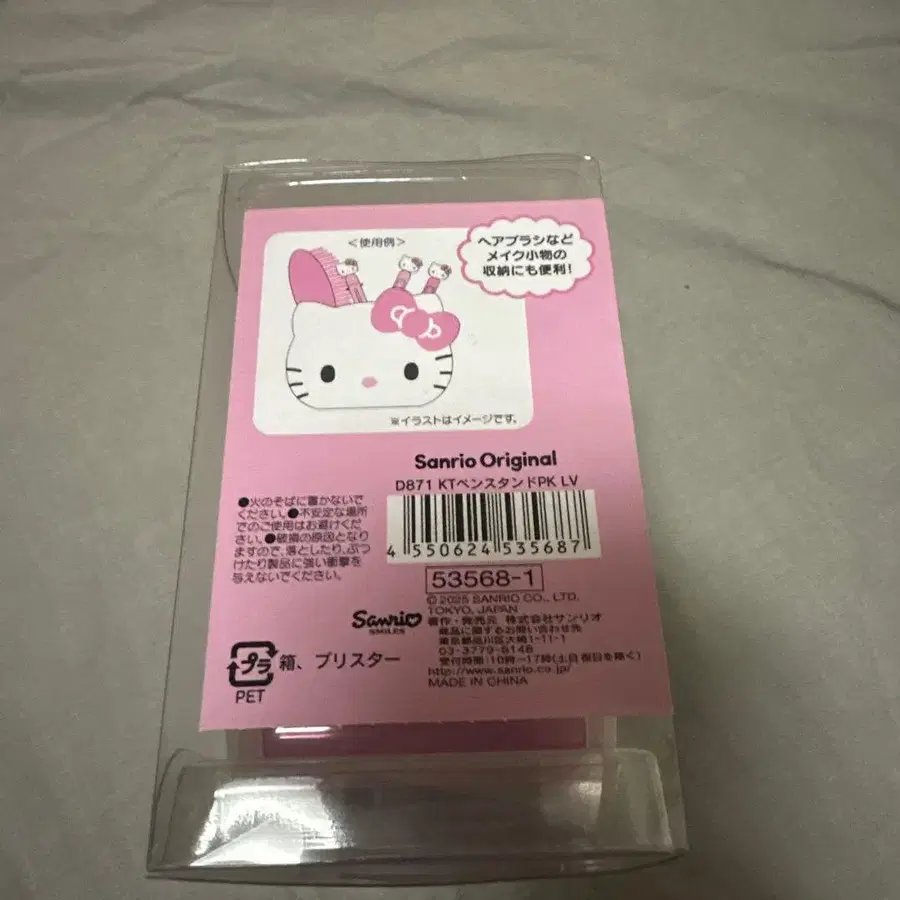 <使用例>
ヘアブラシなど
メイク小物の
収納にも便利!
※イラストはイメージです。
Sanrio Original
D871 KTペンスタンドPK LV
4 550624 535687
53568-1
●火のそばに置かないで
ください。●不安定な場所
でのご使用はお避けくだ
さい。●破損の原因となり
ますので、落としたり、ぶつ
けたり製品に強い衝撃を
与えないでください。
© 2025 SANRIO CO., LTD.
TOKYO, JAPAN
著作・発売元 株式会社サンリオ
商品に関するお問い合わせ先
東京都品川区大崎1-11-1
03-3779-8148
受付時間:10時~17時(土日祝日を除く)
http://www.sanrio.co.jp/
MADE IN CHINA
Sanrio
SMILES
プラ
箱、ブリスター
PET